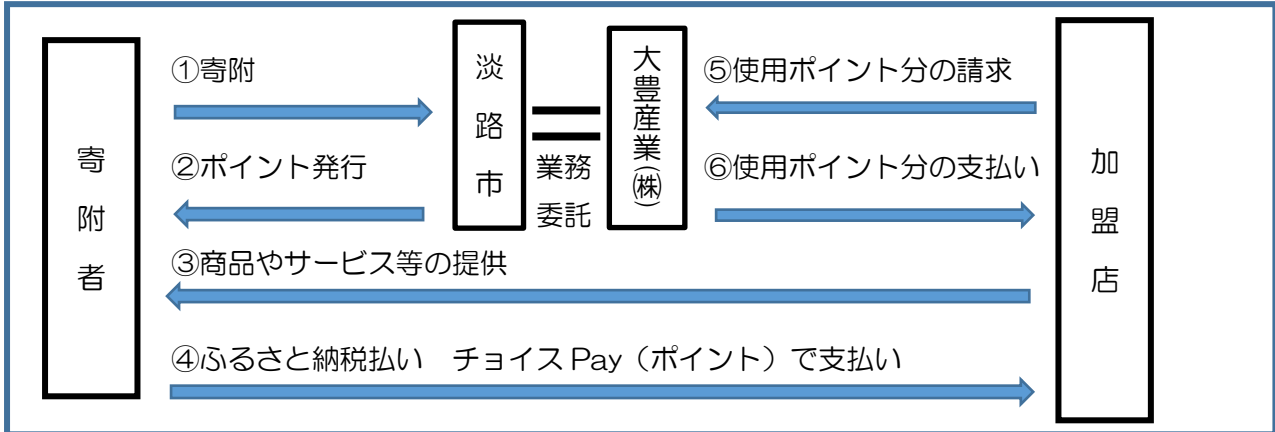 寄附者
①寄附
②ポイント発行
淡路市
業務
委託
大豊産業㈱
⑤使用ポイント分の請求
⑥使用ポイント分の支払い
③商品やサービス等の提供
④ふるさと納税払い　チョイス Pay（ポイント）で支払い
加盟店